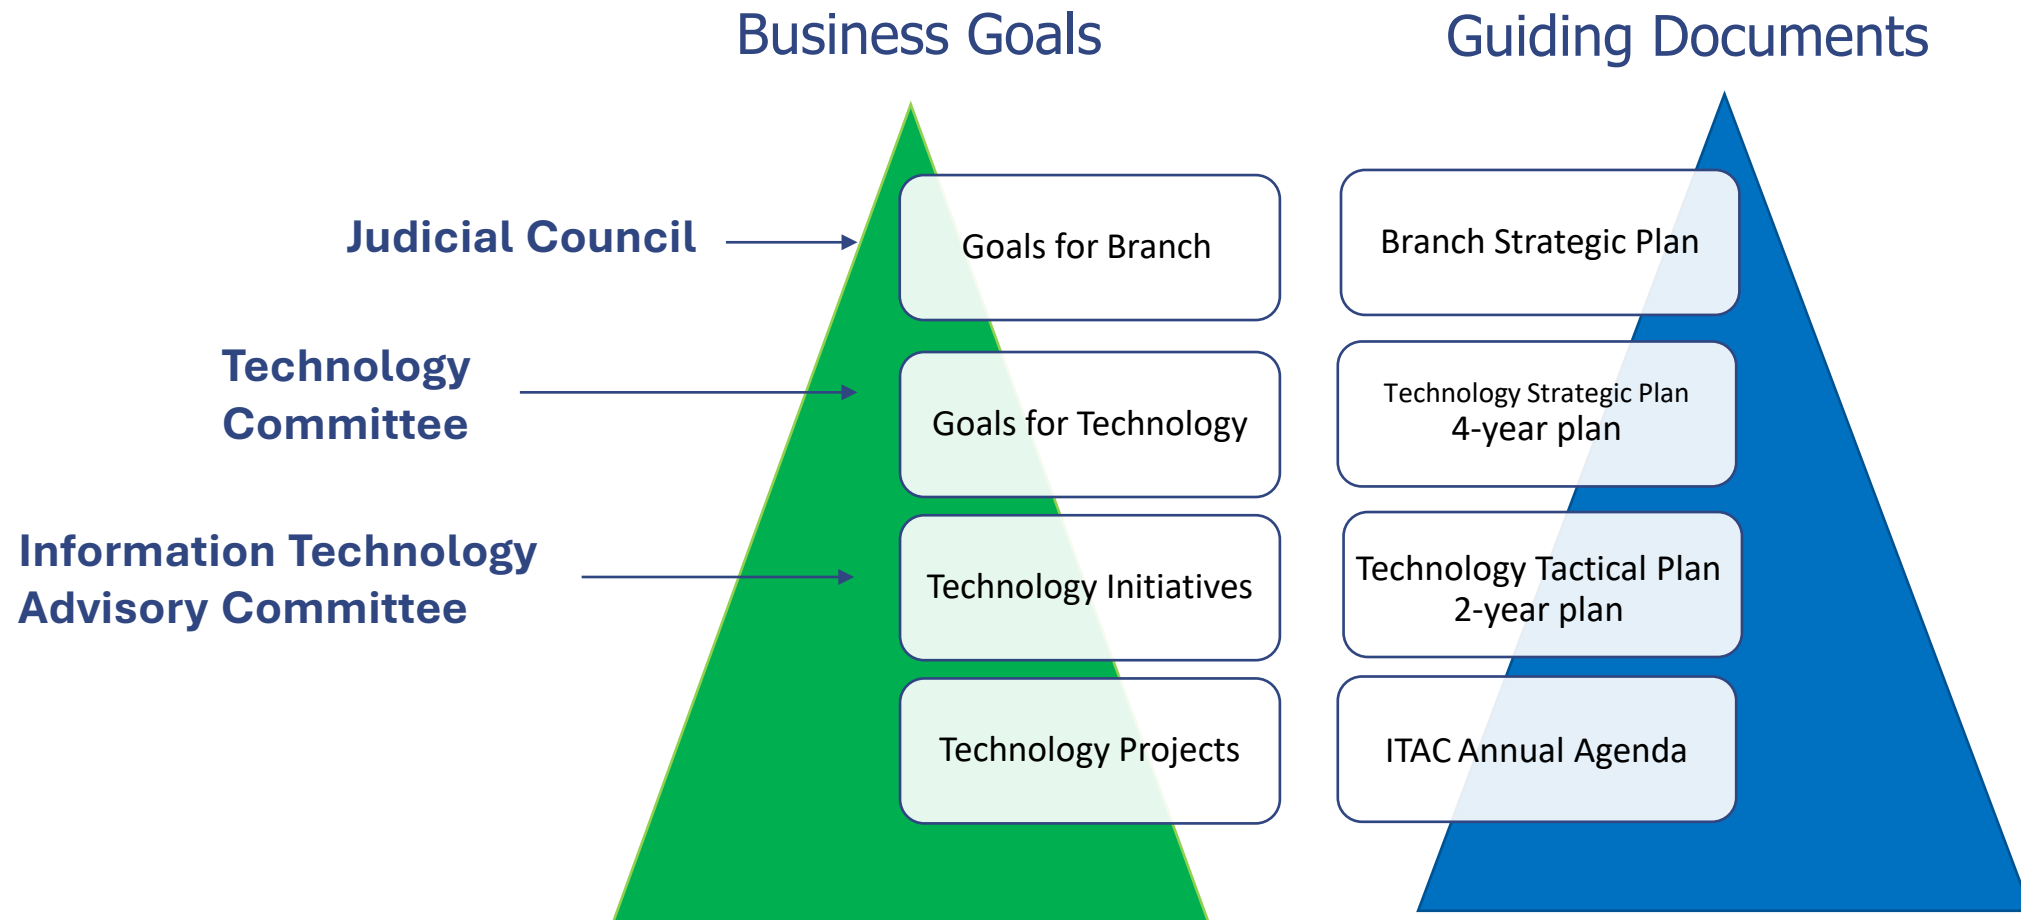 Business Goals
Guiding Documents
Judicial Council
Goals for Branch
Branch Strategic Plan
Technology
Committee
Goals for Technology
Technology Strategic Plan
4-year plan
Information Technology
Advisory Committee
Technology Initiatives
Technology Tactical Plan
2-year plan
Technology Projects
ITAC Annual Agenda